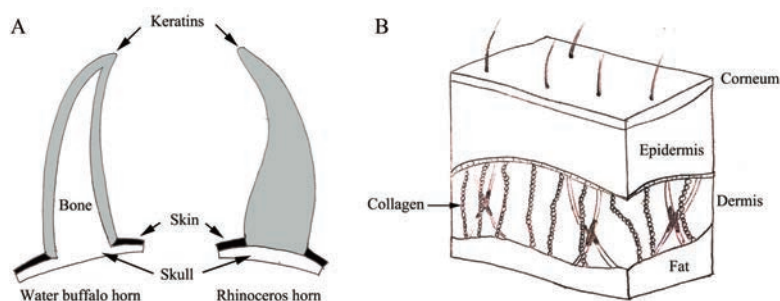 A
Keratins
Bone
Skin
Skull
Water buffalo horn
Rhinoceros horn
B
Corneum
Epidermis
Collagen
Dermis
Fat